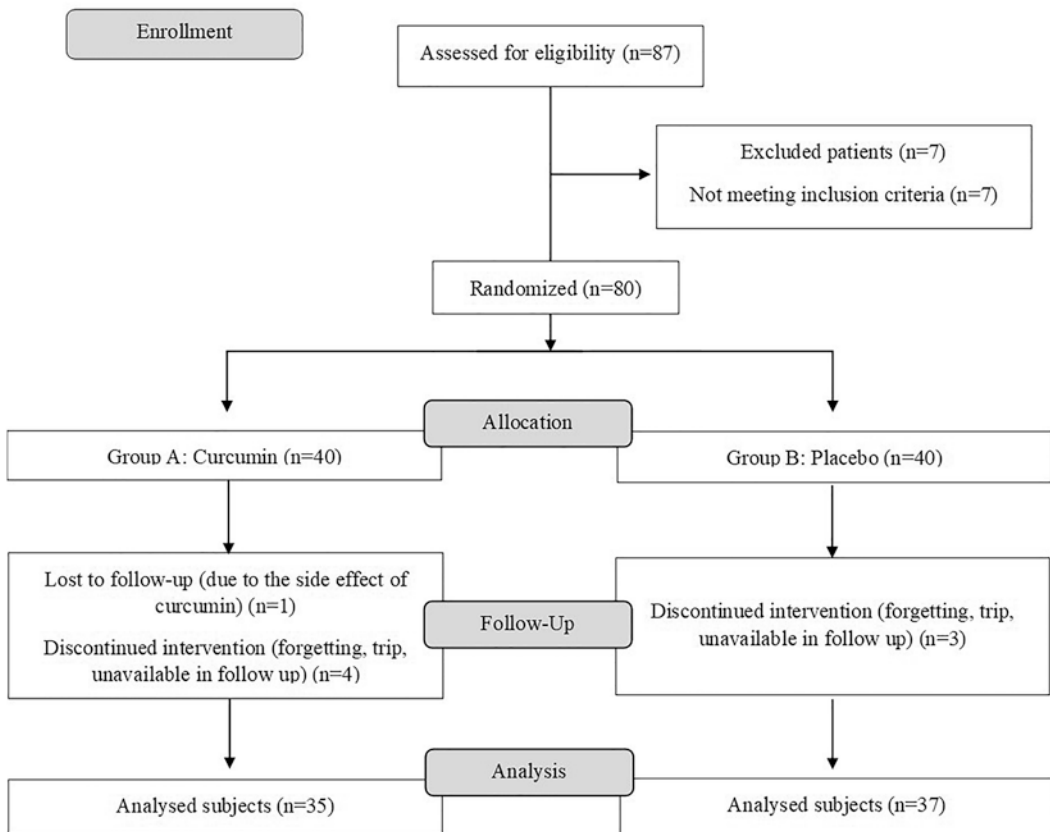 Enrollment
Assessed for eligibility (n=87)
Excluded patients (n=7)
Not meeting inclusion criteria (n=7)
Randomized (n=80)
Allocation
Group A: Curcumin (n=40)
Group B: Placebo (n=40)
Lost to follow-up (due to the side effect of
curcumin) (n=1)
Discontinued intervention (forgetting, trip,
unavailable in follow up) (n=4)
Follow-Up
Discontinued intervention (forgetting, trip,
unavailable in follow up) (n=3)
Analysis
Analysed subjects (n=35)
Analysed subjects (n=37)